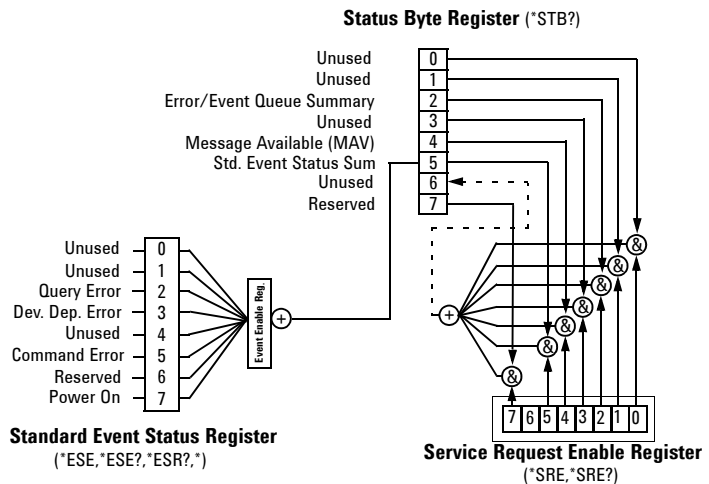 Status Byte Register (*STB?)
Unused 0
Unused 1
Error/Event Queue Summary 2
Unused 3
Message Available (MAV) 4
Std. Event Status Sum 5
Unused 6
Reserved 7
Unused 0
Unused 1
Query Error 2
Dev. Dep. Error 3
Unused 4
Command Error 5
Reserved 6
Power On 7
Event Enable Reg.
+
+
&
&
&
&
&
&
&
7 6 5 4 3 2 1 0
Standard Event Status Register
(*ESE,*ESE?,*ESR?,*)
Service Request Enable Register
(*SRE,*SRE?)